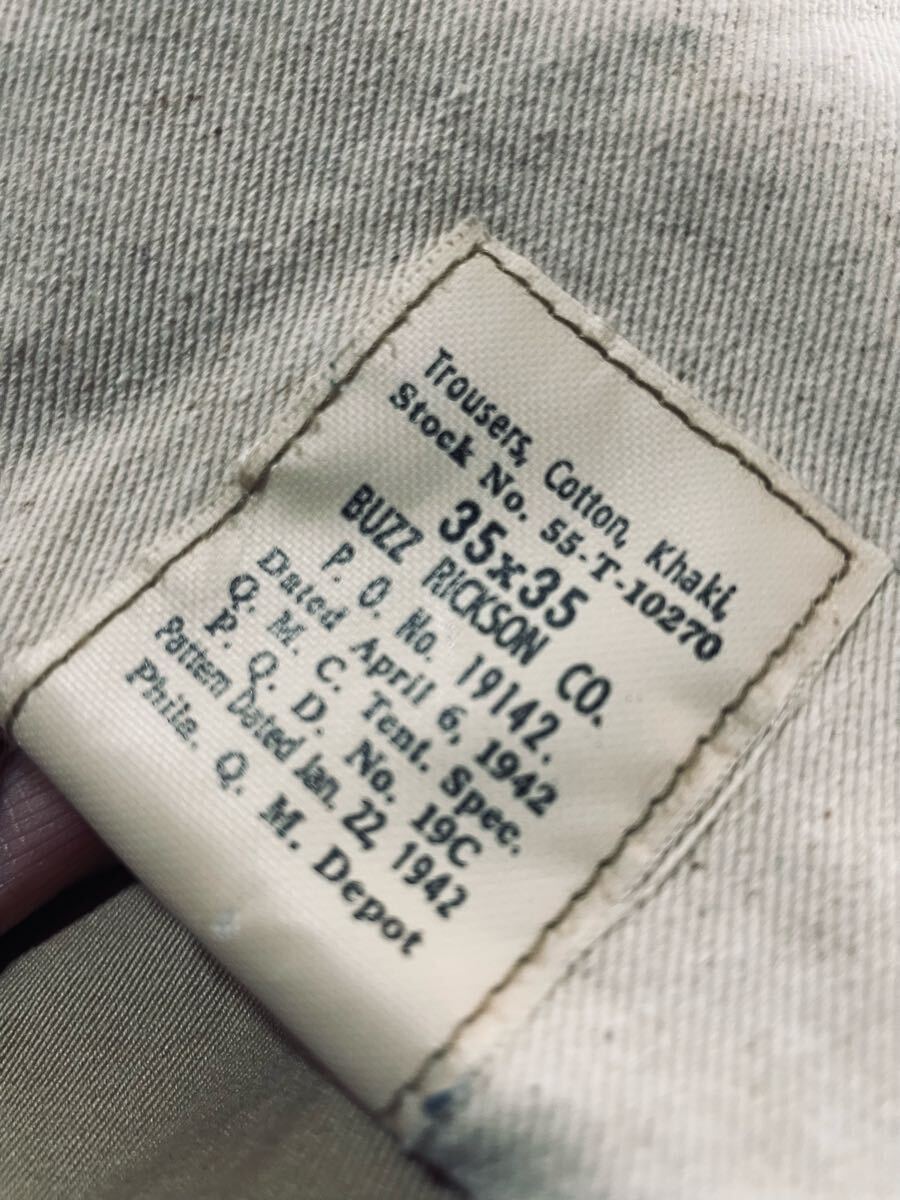 Trousers, Cotton, Khaki,
Stock No. 55-T-10270
35x35
BUZZ RICKSON CO.
P. O. No. 19142.
Dated April 6, 1942
Q. M. C. Tent. Spec.
P. Q. D. No. 19C
Pattern Dated Jan. 22, 1942
Phila. Q. M. Depot